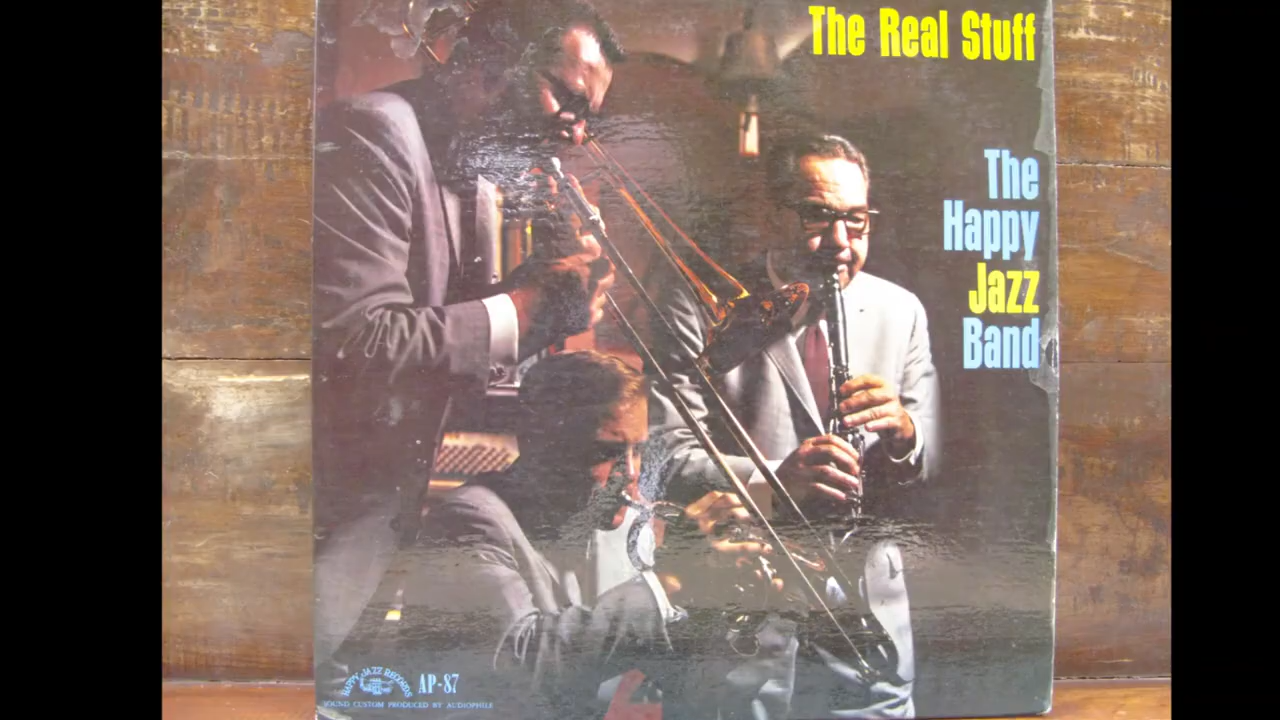 The Real Stuff
The
Happy
Jazz
Band
HAPPY JAZZ RECORDS
AP-87
SOUND CUSTOM PRODUCED BY AUDIOPHILE